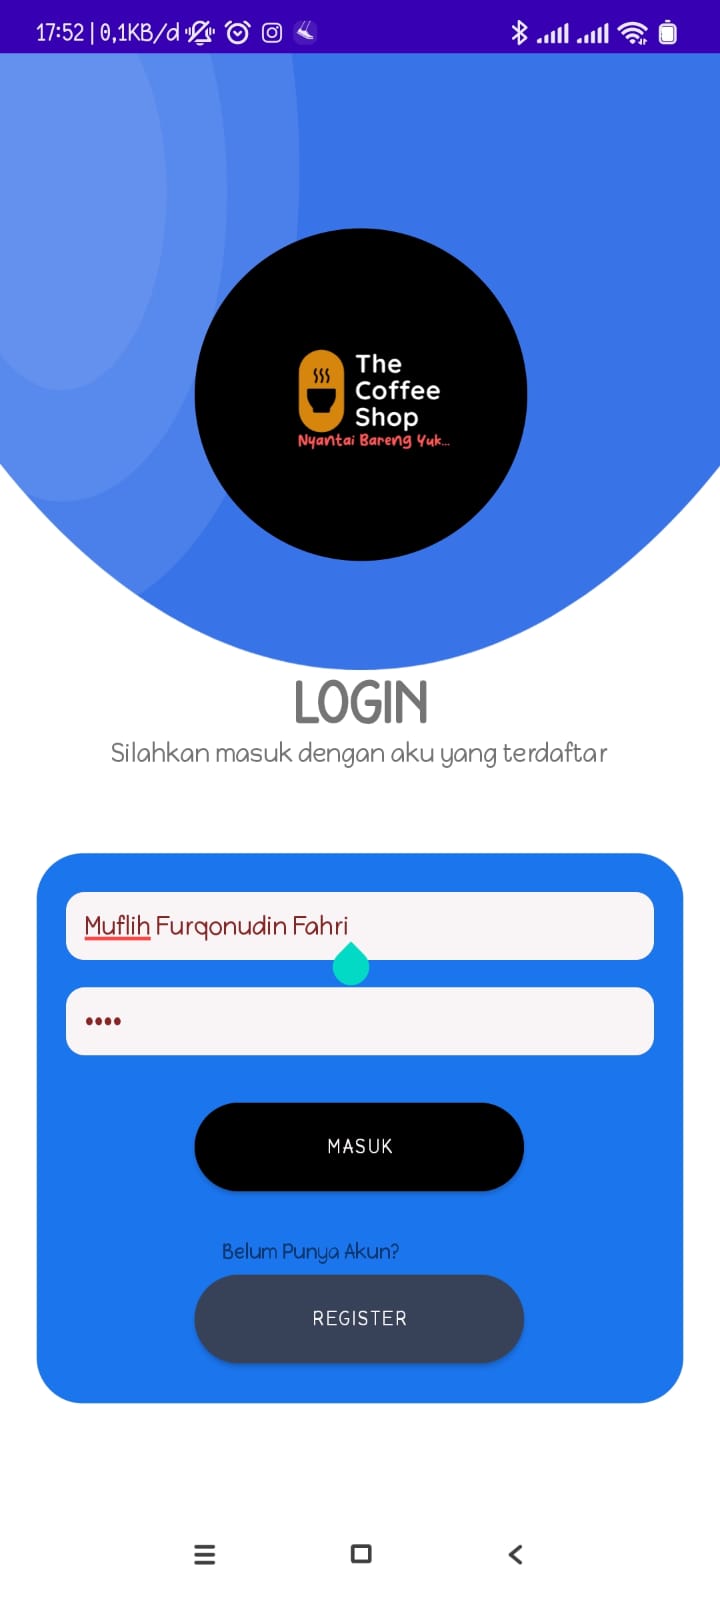 17:52 | 0,1KB/d
The
Coffee
Shop
Nyantai Bareng Yuk...
LOGIN
Silahkan masuk dengan aku yang terdaftar
Muflih Furqonudin Fahri
••••
MASUK
Belum Punya Akun?
REGISTER